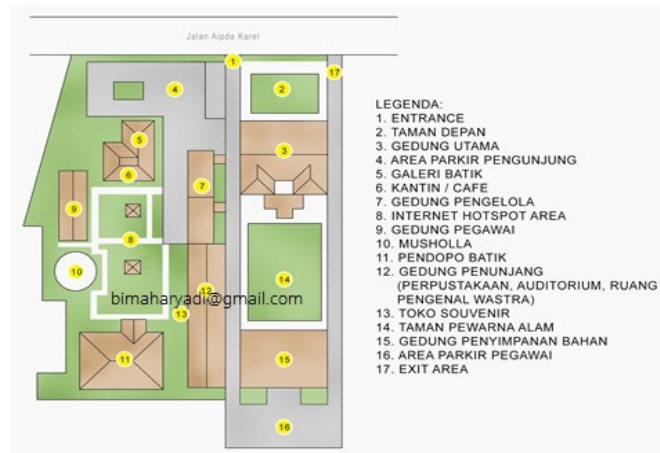 Jalan Aipda Karel
1
17
4
2
5
3
6
7
9
8
10
14
bimaharyadi@gmail.com
12
13
11
15
16
LEGENDA:
1. ENTRANCE
2. TAMAN DEPAN
3. GEDUNG UTAMA
4. AREA PARKIR PENGUNJUNG
5. GALERI BATIK
6. KANTIN / CAFE
7. GEDUNG PENGELOLA
8. INTERNET HOTSPOT AREA
9. GEDUNG PEGAWAI
10. MUSHOLLA
11. PENDOPO BATIK
12. GEDUNG PENUNJANG
(PERPUSTAKAAN, AUDITORIUM, RUANG
PENGENAL WASTRA)
13. TOKO SOUVENIR
14. TAMAN PEWARNA ALAM
15. GEDUNG PENYIMPANAN BAHAN
16. AREA PARKIR PEGAWAI
17. EXIT AREA